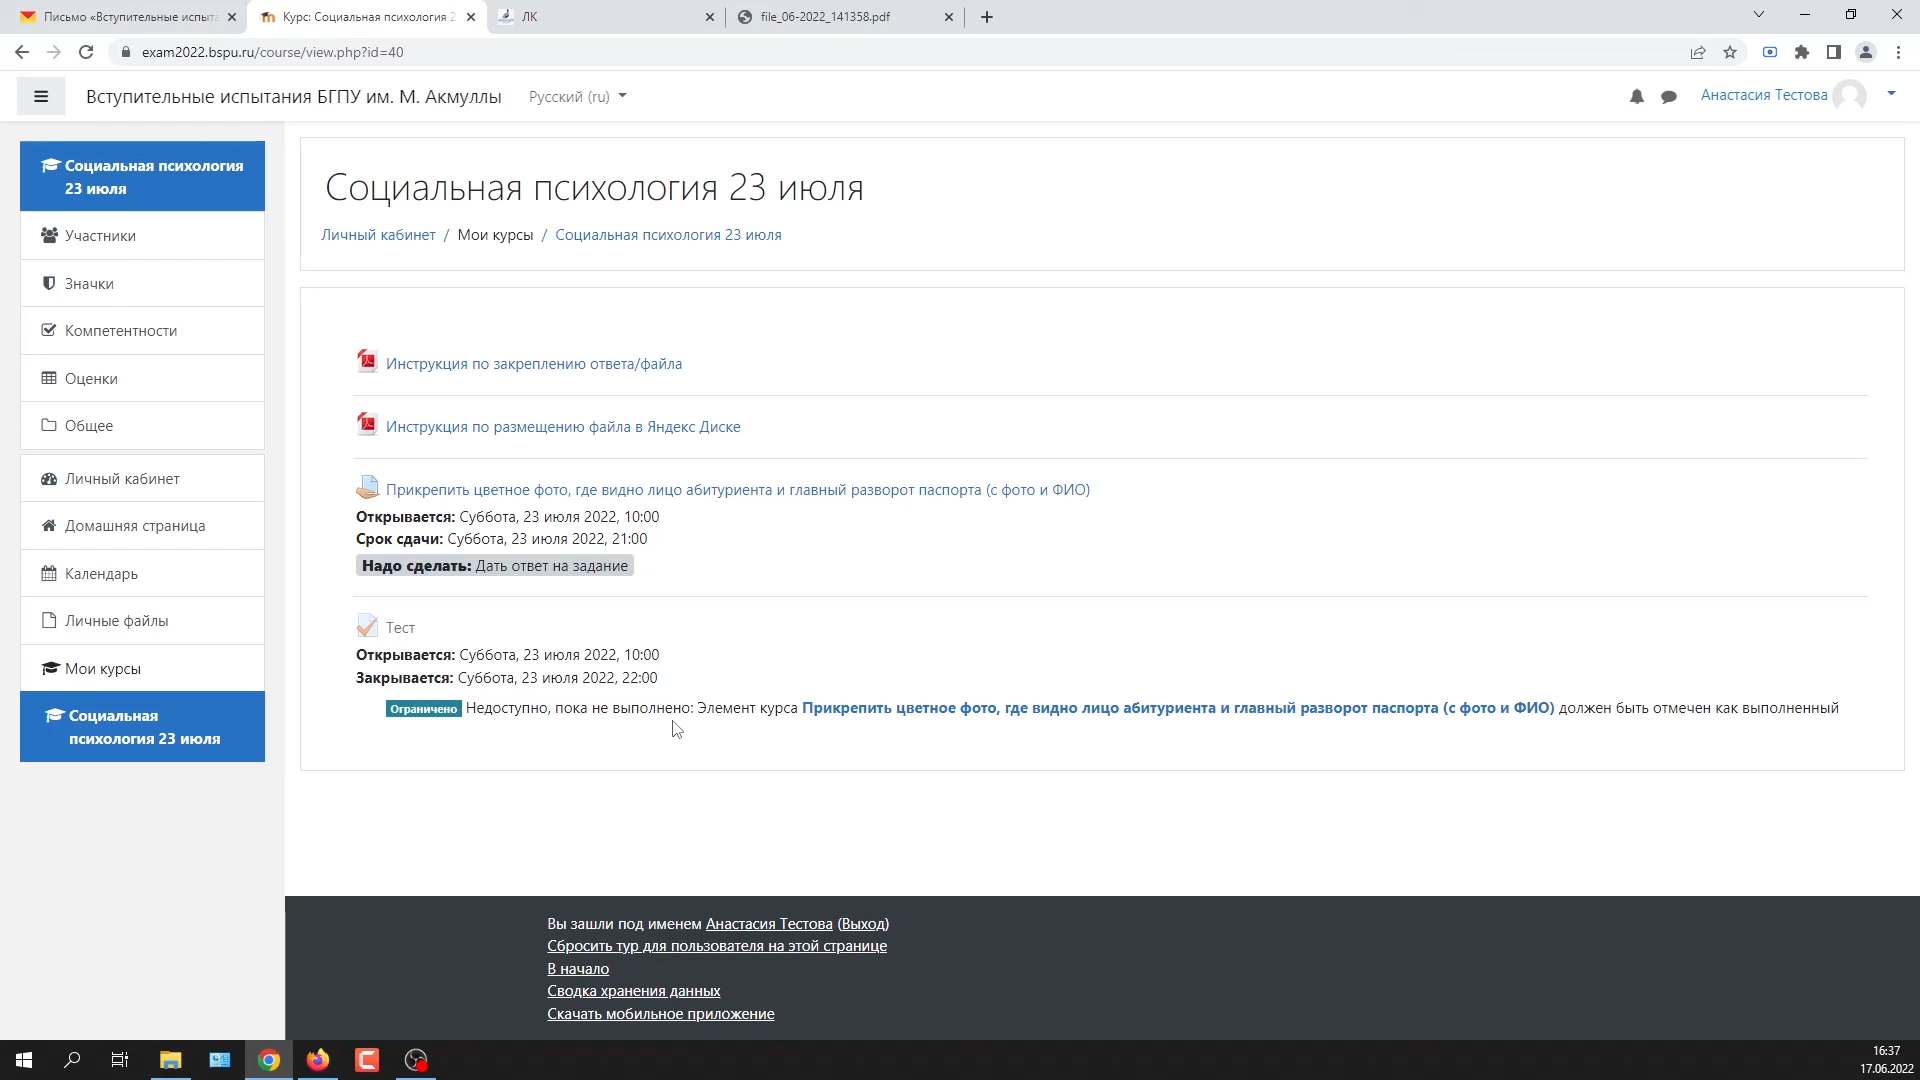 Письмо «Вступительные испыта
Курс: Социальная психология 2
ЛК
file_06-2022_141358.pdf
exam2022.bspu.ru/course/view.php?id=40
Вступительные испытания БГПУ им. М. Акмуллы
Русский (ru)
Анастасия Тестова
Социальная психология
23 июля
Участники
Значки
Компетентности
Оценки
Общее
Личный кабинет
Домашняя страница
Календарь
Личные файлы
Мои курсы
Социальная
психология 23 июля
Социальная психология 23 июля
Личный кабинет / Мои курсы / Социальная психология 23 июля
Инструкция по закреплению ответа/файла
Инструкция по размещению файла в Яндекс Диске
Прикрепить цветное фото, где видно лицо абитуриента и главный разворот паспорта (с фото и ФИО)
Открывается: Суббота, 23 июля 2022, 10:00
Срок сдачи: Суббота, 23 июля 2022, 21:00
Надо сделать: Дать ответ на задание
Тест
Открывается: Суббота, 23 июля 2022, 10:00
Закрывается: Суббота, 23 июля 2022, 22:00
Ограничено Недоступно, пока не выполнено: Элемент курса Прикрепить цветное фото, где видно лицо абитуриента и главный разворот паспорта (с фото и ФИО) должен быть отмечен как выполненный
Вы зашли под именем Анастасия Тестова (Выход)
Сбросить тур для пользователя на этой странице
В начало
Сводка хранения данных
Скачать мобильное приложение
16:37
17.06.2022